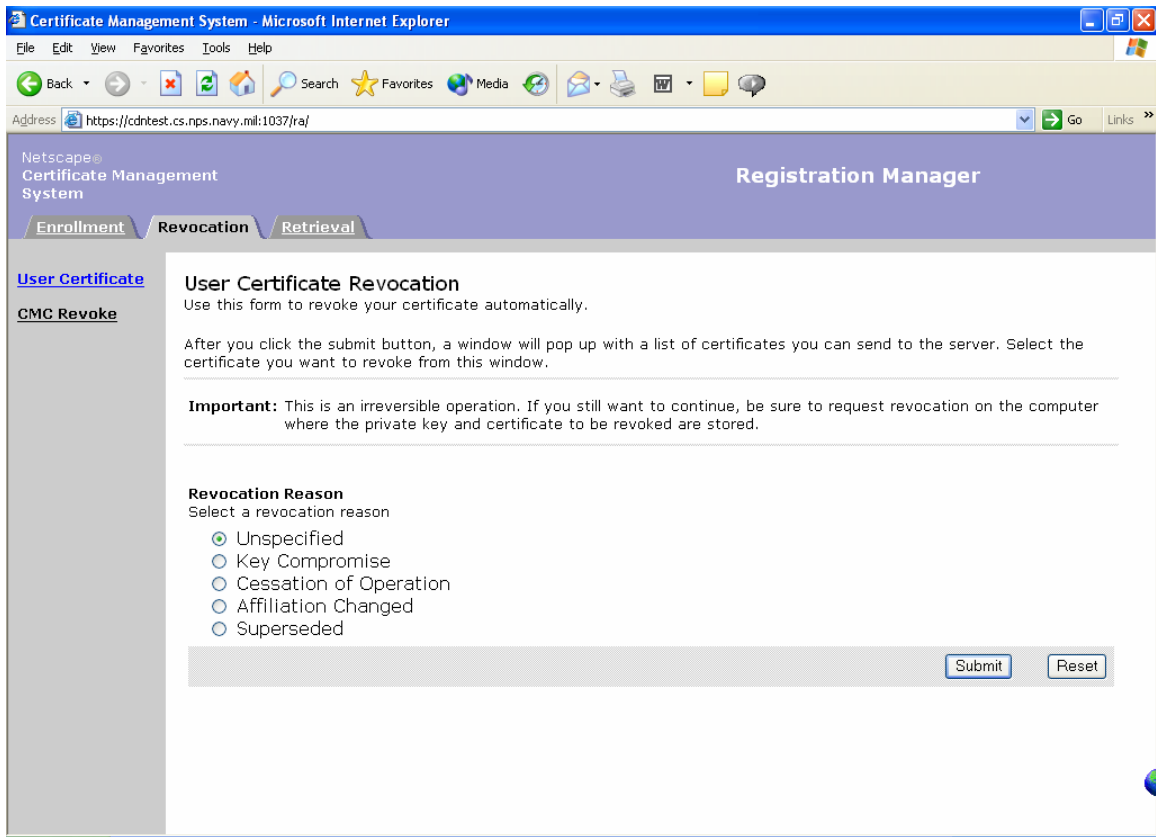 Certificate Management System - Microsoft Internet Explorer
File Edit View Favorites Tools Help
Back Search Favorites Media
Address https://cdntest.cs.nps.navy.mil:1037/ra/ Go Links »
Netscape®
Certificate Management
System
Registration Manager
Enrollment Revocation Retrieval
User Certificate
CMC Revoke
User Certificate Revocation
Use this form to revoke your certificate automatically.
After you click the submit button, a window will pop up with a list of certificates you can send to the server. Select the
certificate you want to revoke from this window.
Important: This is an irreversible operation. If you still want to continue, be sure to request revocation on the computer
where the private key and certificate to be revoked are stored.
Revocation Reason
Select a revocation reason
Unspecified
Key Compromise
Cessation of Operation
Affiliation Changed
Superseded
Submit Reset